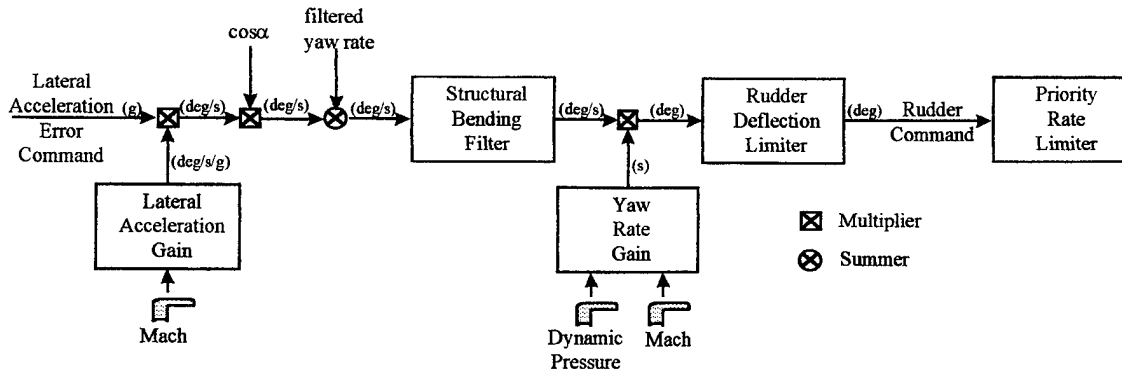 Lateral
Acceleration
Error
Command
(g)
(deg/s)
cosα
(deg/s)
filtered
yaw rate
(deg/s)
Structural
Bending
Filter
(deg/s)
(deg)
Rudder
Deflection
Limiter
(deg)
Rudder
Command
Priority
Rate
Limiter
(deg/s/g)
Lateral
Acceleration
Gain
Mach
(s)
Yaw
Rate
Gain
Dynamic
Pressure
Mach
Multiplier
Summer